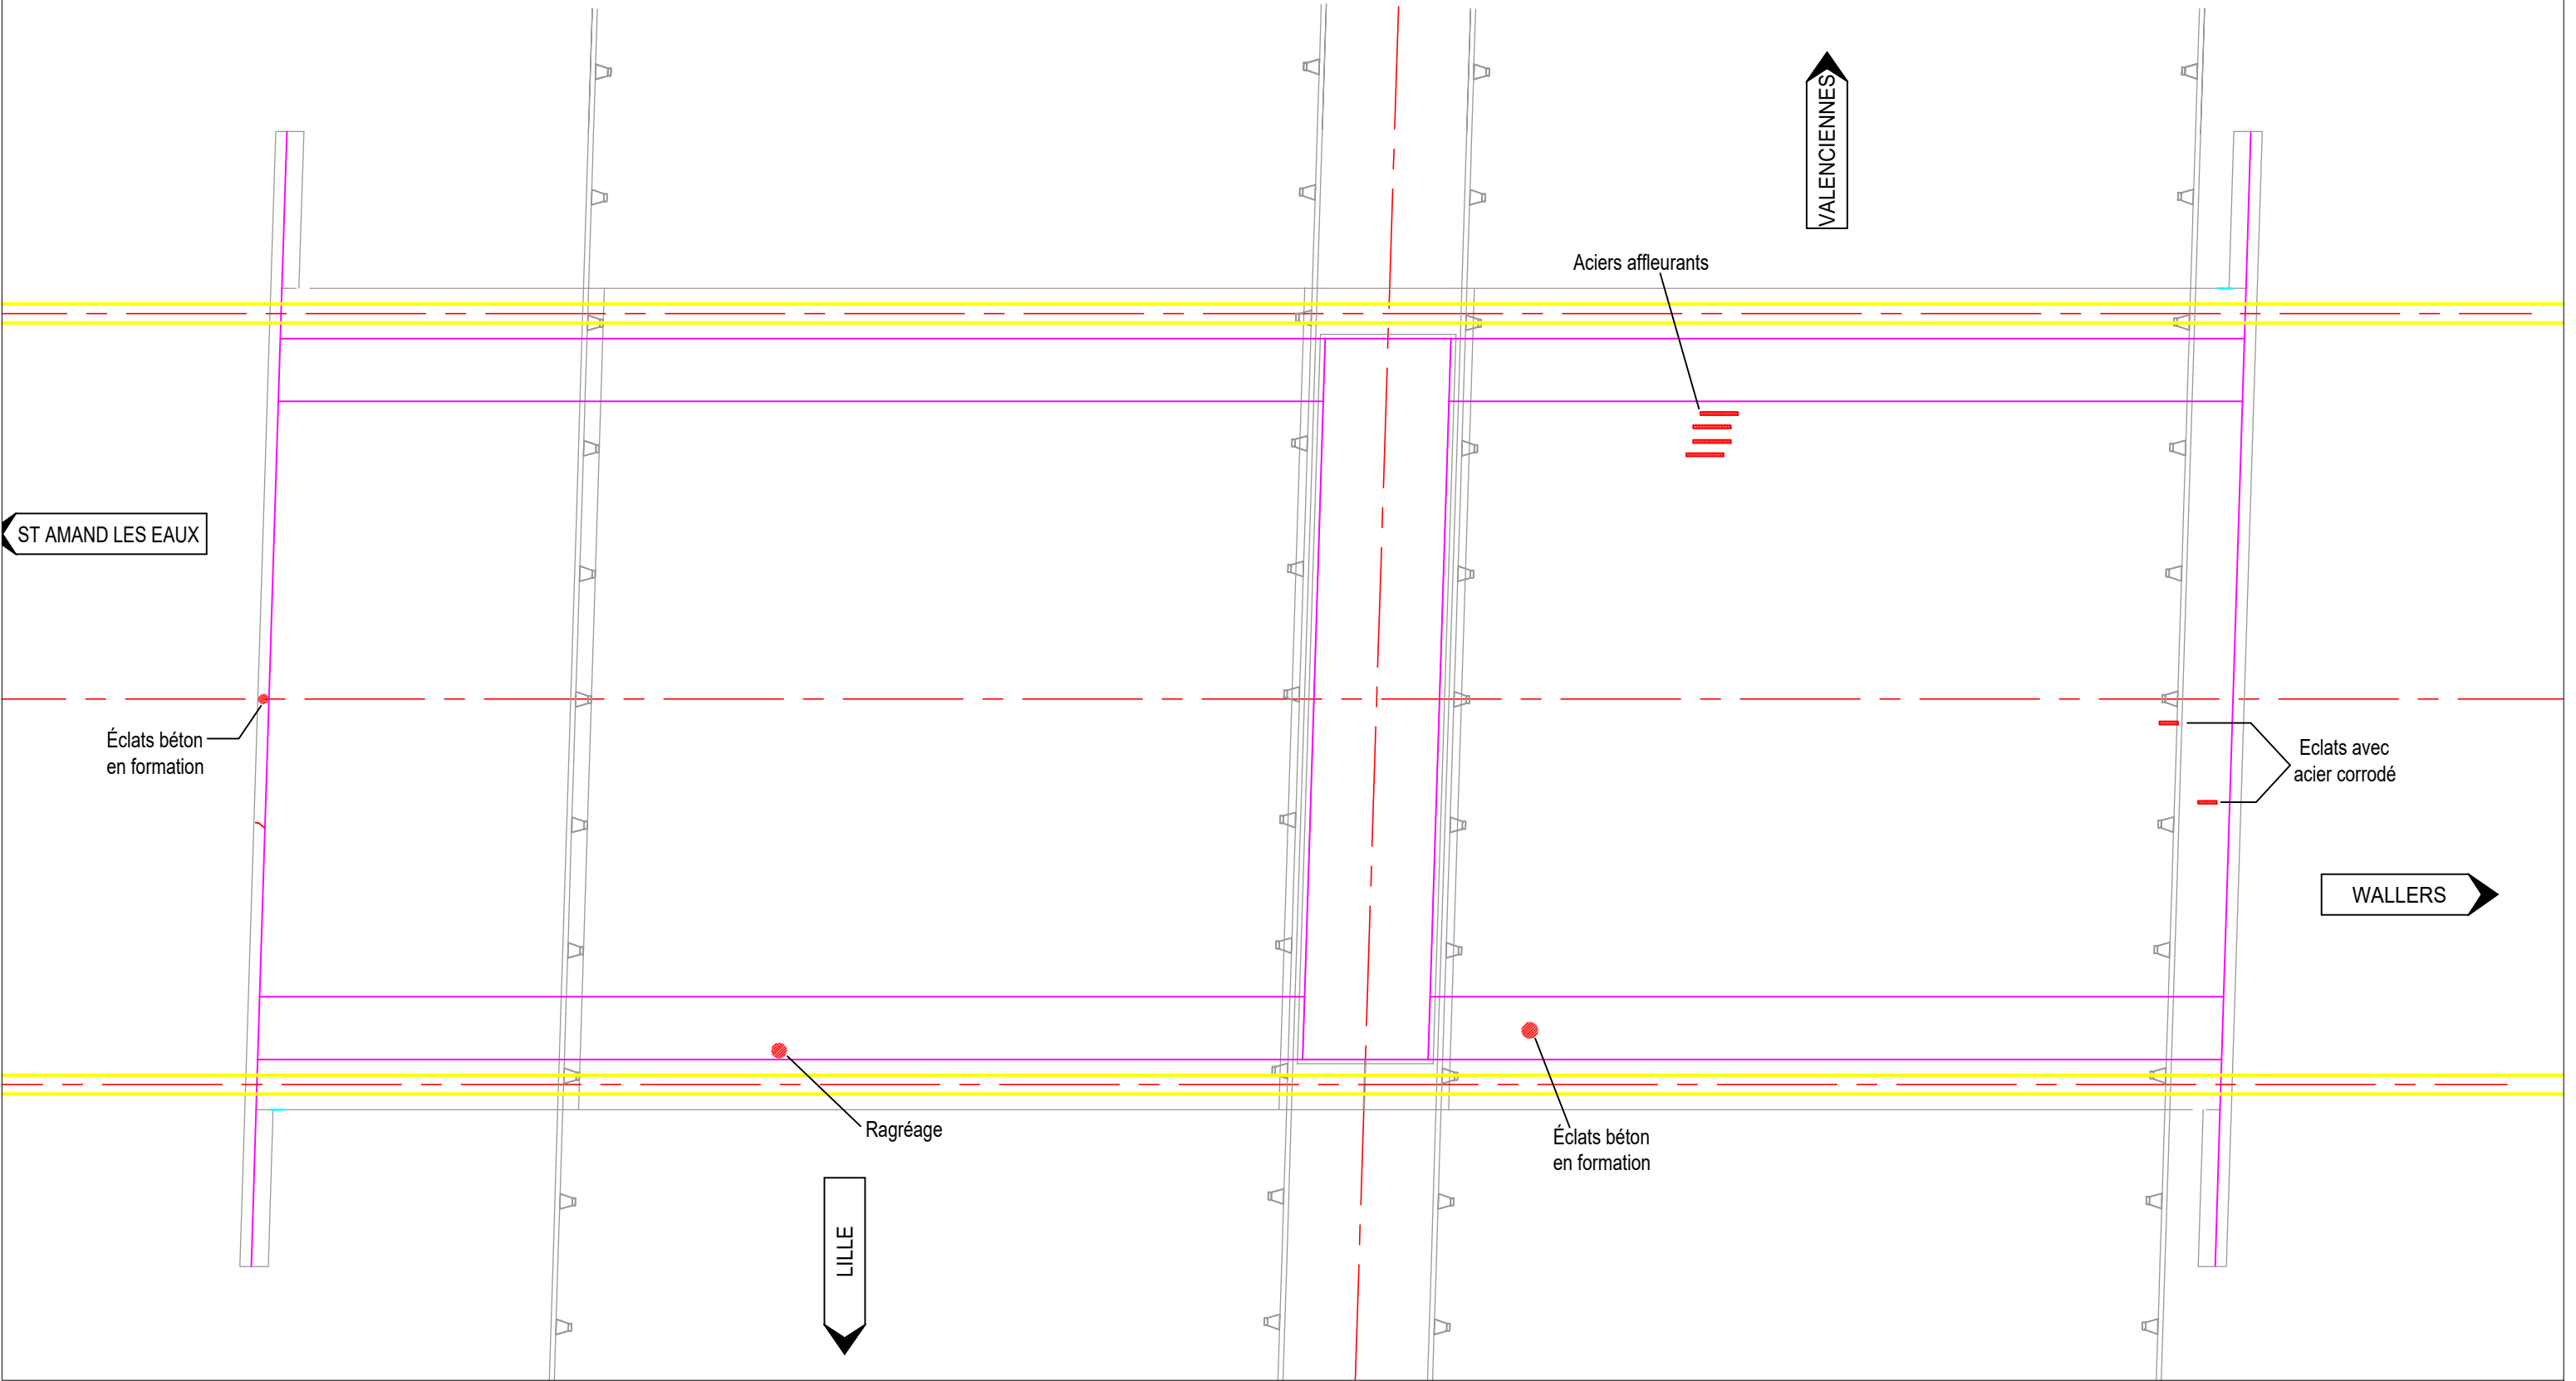 VALENCIENNES
Aciers affleurants
ST AMAND LES EAUX
Éclats béton
en formation
Eclats avec
acier corrodé
WALLERS
Ragréage
Éclats béton
en formation
LILLE